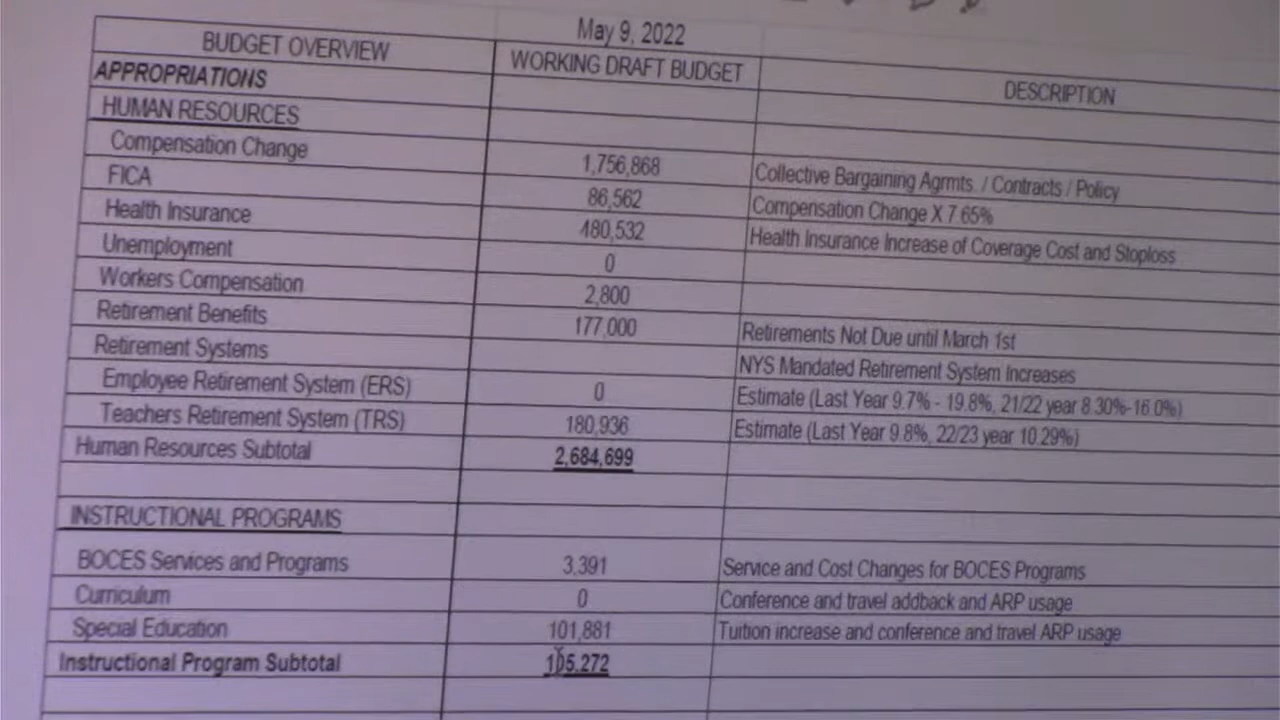 May 9, 2022
BUDGET OVERVIEW WORKING DRAFT BUDGET DESCRIPTION
APPROPRIATIONS
HUMAN RESOURCES
Compensation Change 1,756,868 Collective Bargaining Agrmts. / Contracts / Policy
FICA 86,562 Compensation Change X 7.65%
Health Insurance 480,532 Health Insurance Increase of Coverage Cost and Stoploss
Unemployment 0
Workers Compensation 2,800
Retirement Benefits 177,000 Retirements Not Due until March 1st
Retirement Systems NYS Mandated Retirement System Increases
Employee Retirement System (ERS) 0 Estimate (Last Year 9.7% - 19.8%, 21/22 year 8.30%-16.0%)
Teachers Retirement System (TRS) 180,936 Estimate (Last Year 9.8%, 22/23 year 10.29%)
Human Resources Subtotal 2,684,699
INSTRUCTIONAL PROGRAMS
BOCES Services and Programs 3,391 Service and Cost Changes for BOCES Programs
Curriculum 0 Conference and travel addback and ARP usage
Special Education 101,881 Tuition increase and conference and travel ARP usage
Instructional Program Subtotal 105,272